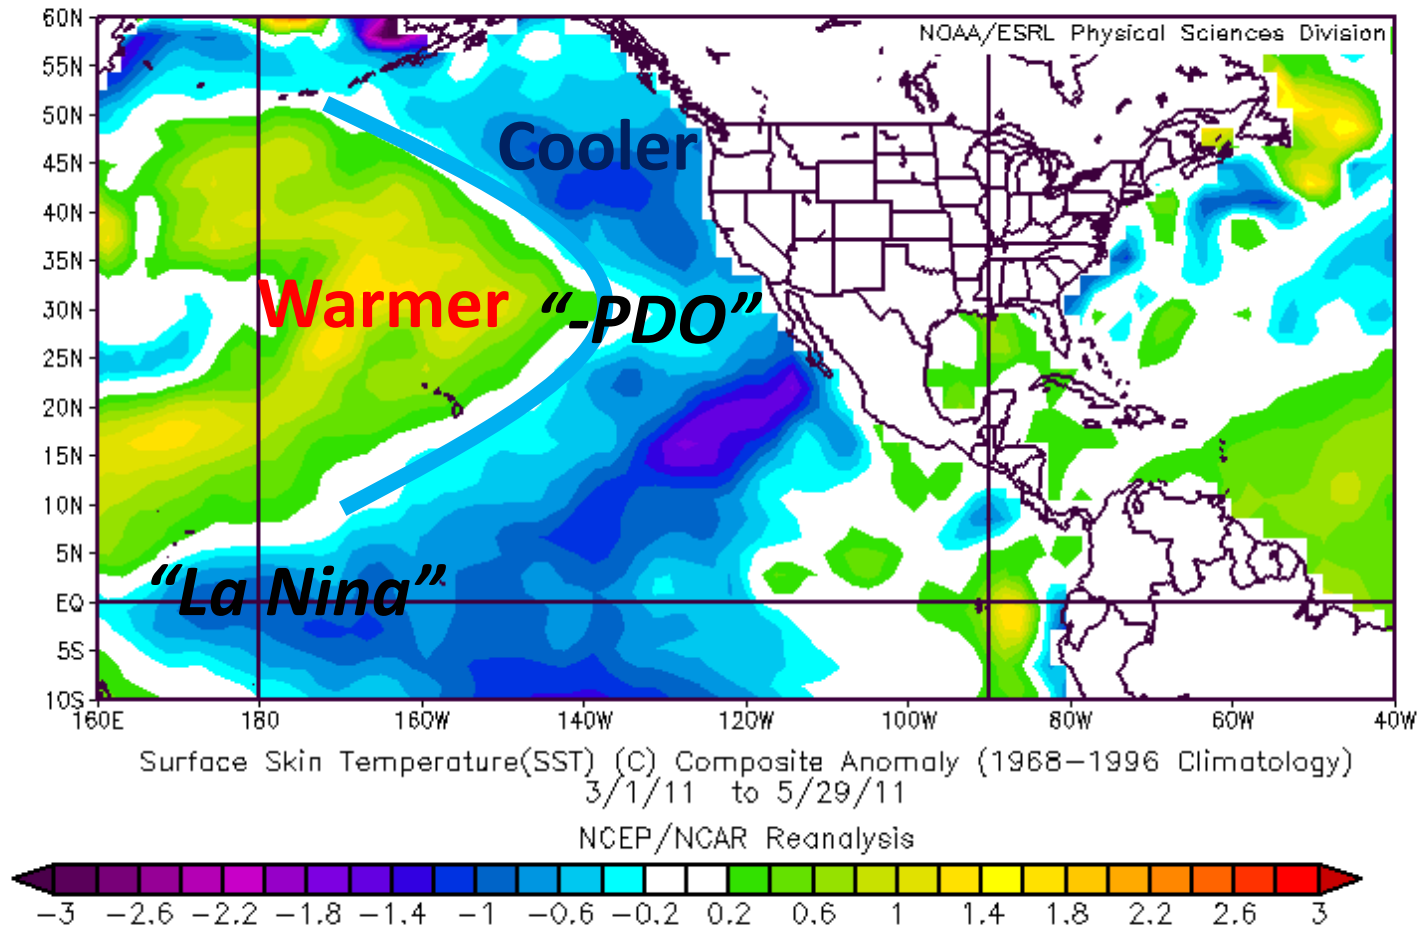 60N
NOAA/ESRL Physical Sciences Division
55N
50N
Cooler
45N
40N
35N
Warmer “-PDO”
30N
25N
20N
15N
10N
5N
“La Nina”
EQ
5S
10S
160E 180 160W 140W 120W 100W 80W 60W 40W
Surface Skin Temperature(SST) (C) Composite Anomaly (1968-1996 Climatology)
3/1/11 to 5/29/11
NCEP/NCAR Reanalysis
-3 -2.6 -2.2 -1.8 -1.4 -1 -0.6 -0.2 0.2 0.6 1 1.4 1.8 2.2 2.6 3